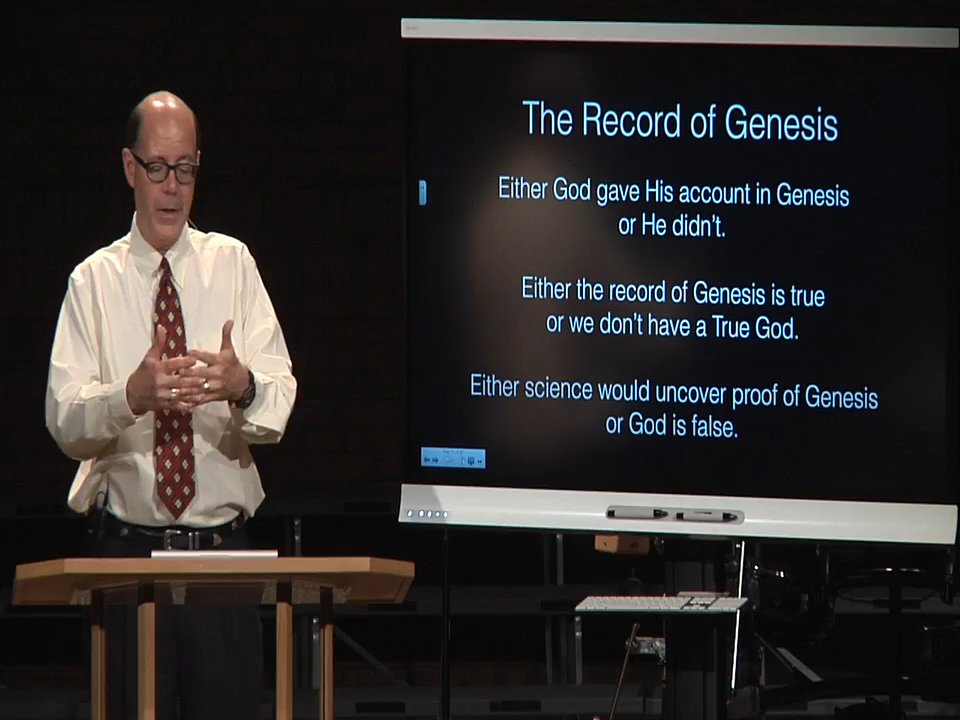 The Record of Genesis
Either God gave His account in Genesis
or He didn't.
Either the record of Genesis is true
or we don't have a True God.
Either science would uncover proof of Genesis
or God is false.